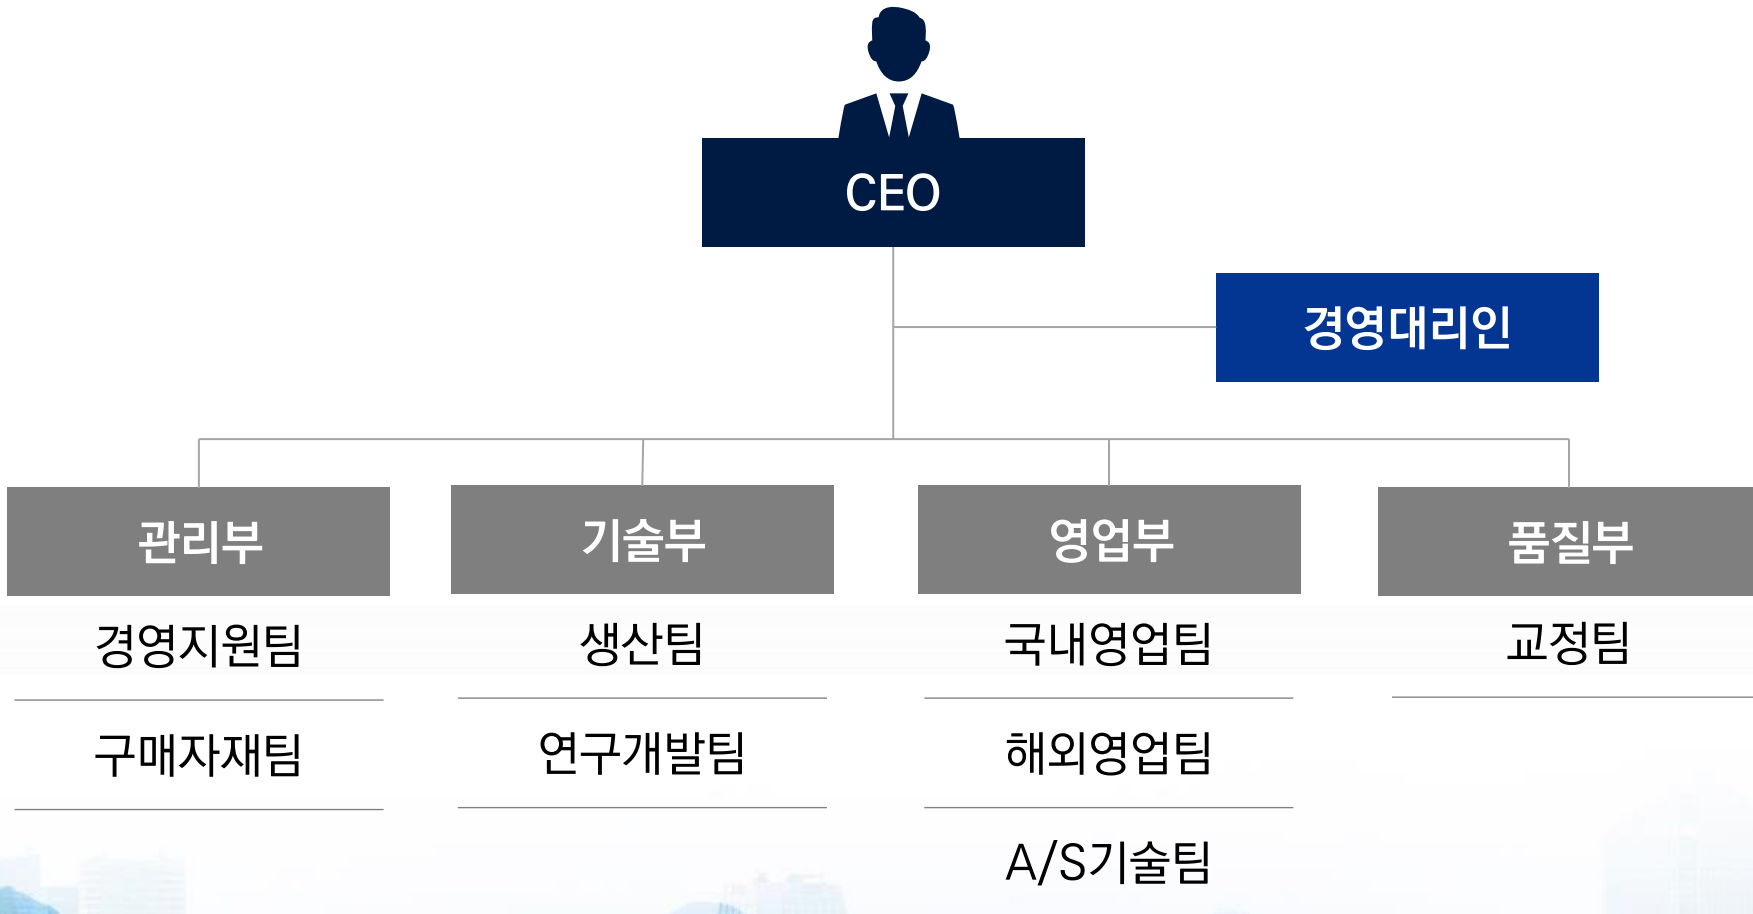 CEO
경영대리인
관리부
경영지원팀
구매자재팀
기술부
생산팀
연구개발팀
영업부
국내영업팀
해외영업팀
A/S기술팀
품질부
교정팀